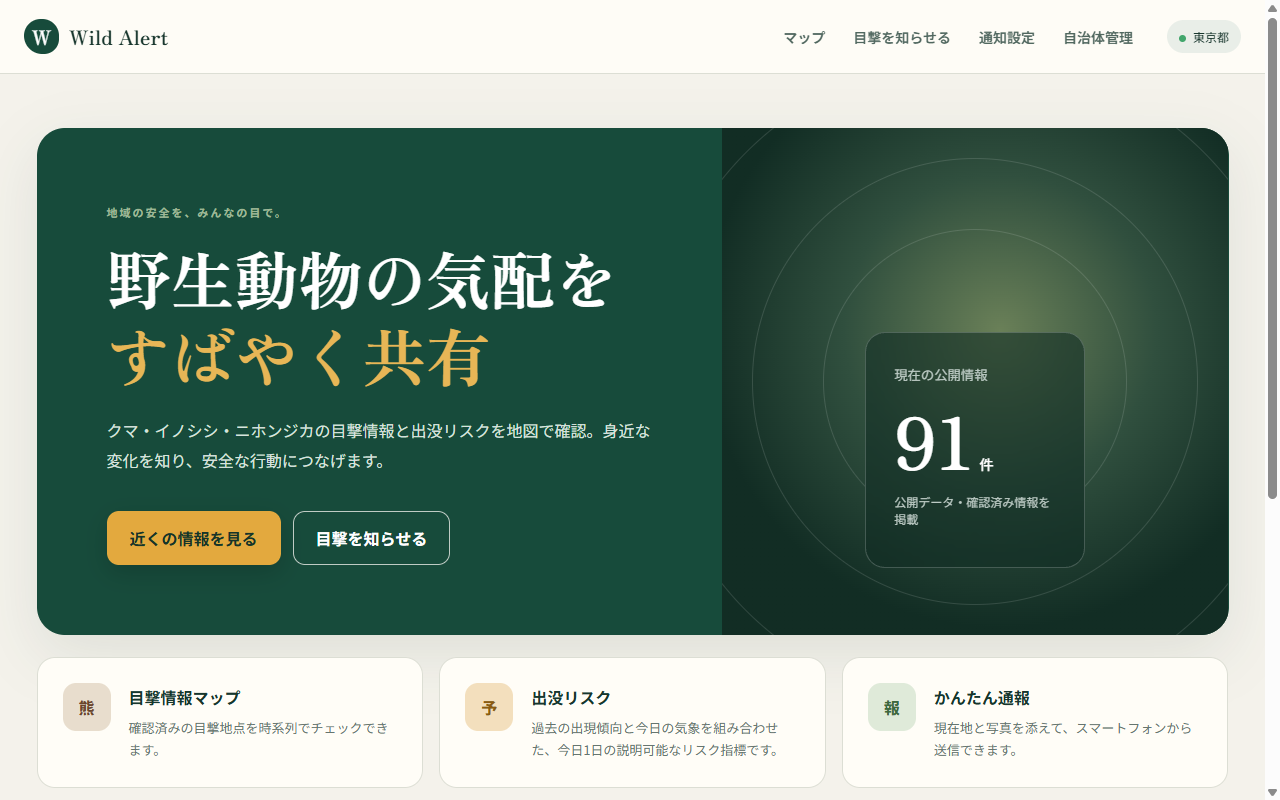 W Wild Alert
マップ 目撃を知らせる 通知設定 自治体管理 東京都
地域の安全を、みんなの目で。
野生動物の気配を
すばやく共有
クマ・イノシシ・ニホンジカの目撃情報と出没リスクを地図で確認。身近な
変化を知り、安全な行動につなげます。
近くの情報を見る 目撃を知らせる
現在の公開情報
91 件
公開データ・確認済み情報を
掲載
熊
目撃情報マップ
確認済みの目撃地点を時系列でチェックでき
ます。
予
出没リスク
過去の出現傾向と今日の気象を組み合わせ
た、今日1日の説明可能なリスク指標です。
報
かんたん通報
現在地と写真を添えて、スマートフォンから
送信できます。